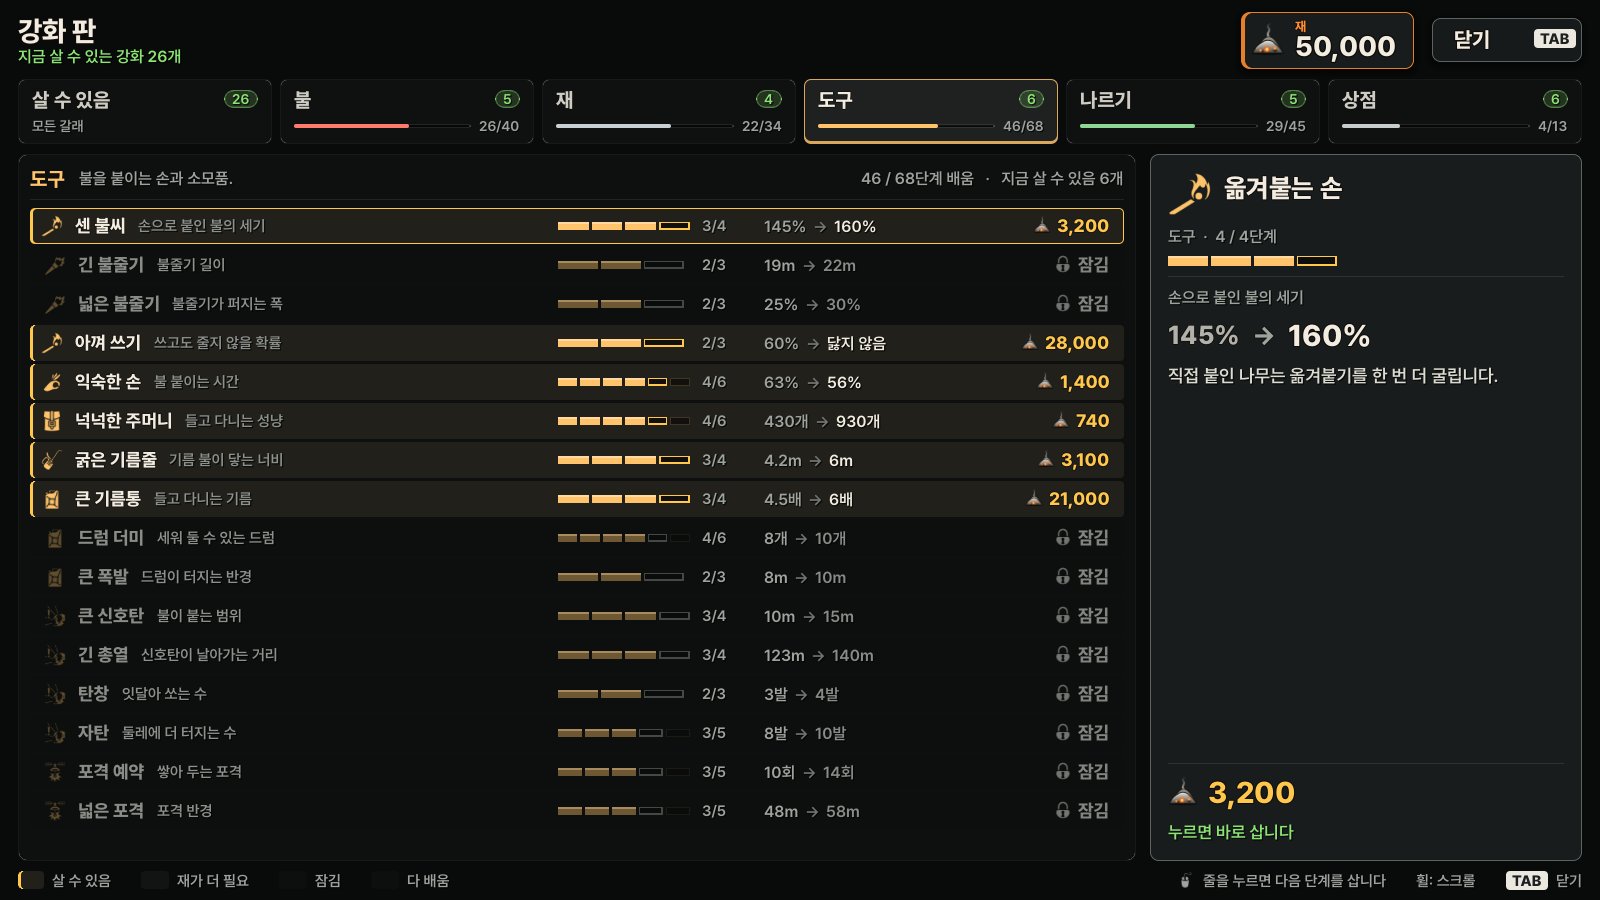 강화 판
지금 살 수 있는 강화 26개
재
50,000
닫기 TAB
살 수 있음 26
모든 갈래
불 5
26/40
재 4
22/34
도구 6
46/68
나르기 5
29/45
상점 6
4/13
도구 불을 붙이는 손과 소모품. 46 / 68단계 배움 · 지금 살 수 있음 6개
센 불씨 손으로 붙인 불의 세기 3/4 145% → 160% 3,200
긴 불줄기 불줄기 길이 2/3 19m → 22m 잠김
넓은 불줄기 불줄기가 퍼지는 폭 2/3 25% → 30% 잠김
아껴 쓰기 쓰고도 줄지 않을 확률 2/3 60% → 닳지 않음 28,000
익숙한 손 불 붙이는 시간 4/6 63% → 56% 1,400
넉넉한 주머니 들고 다니는 성냥 4/6 430개 → 930개 740
굵은 기름줄 기름 불이 닿는 너비 3/4 4.2m → 6m 3,100
큰 기름통 들고 다니는 기름 3/4 4.5배 → 6배 21,000
드럼 더미 세워 둘 수 있는 드럼 4/6 8개 → 10개 잠김
큰 폭발 드럼이 터지는 반경 2/3 8m → 10m 잠김
큰 신호탄 불이 붙는 범위 3/4 10m → 15m 잠김
긴 총열 신호탄이 날아가는 거리 3/4 123m → 140m 잠김
탄창 잇달아 쏘는 수 2/3 3발 → 4발 잠김
자탄 둘레에 더 터지는 수 3/5 8발 → 10발 잠김
포격 예약 쌓아 두는 포격 3/5 10회 → 14회 잠김
넓은 포격 포격 반경 3/5 48m → 58m 잠김
옮겨붙는 손
도구 · 4 / 4단계
손으로 붙인 불의 세기
145% → 160%
직접 붙인 나무는 옮겨붙기를 한 번 더 굴립니다.
3,200
누르면 바로 삽니다
살 수 있음 재가 더 필요 잠김 다 배움
줄을 누르면 다음 단계를 삽니다 휠: 스크롤 TAB 닫기